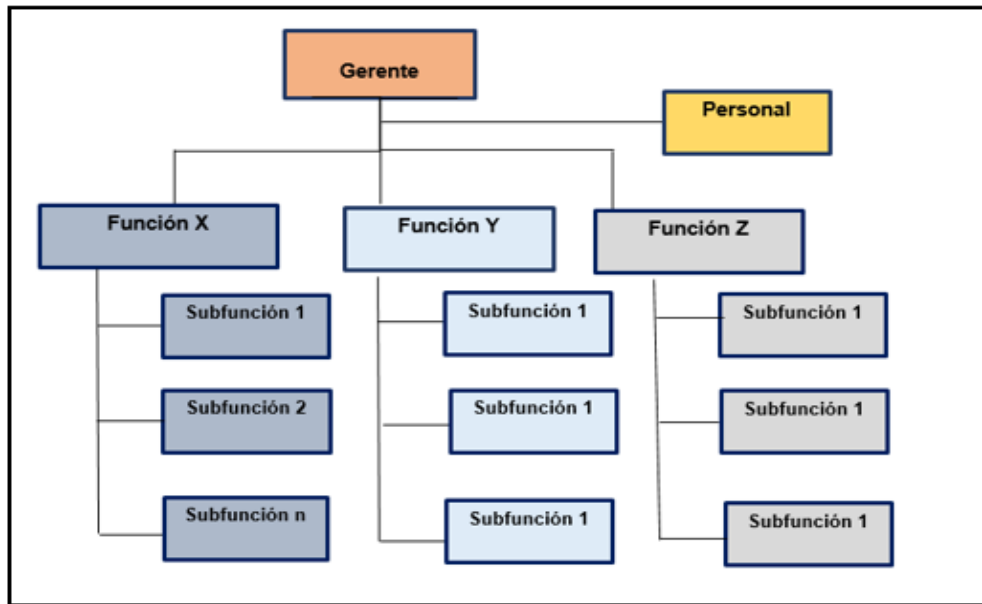 Gerente
Personal
Función X
Función Y
Función Z
Subfunción 1
Subfunción 1
Subfunción 1
Subfunción 2
Subfunción 1
Subfunción 1
Subfunción n
Subfunción 1
Subfunción 1